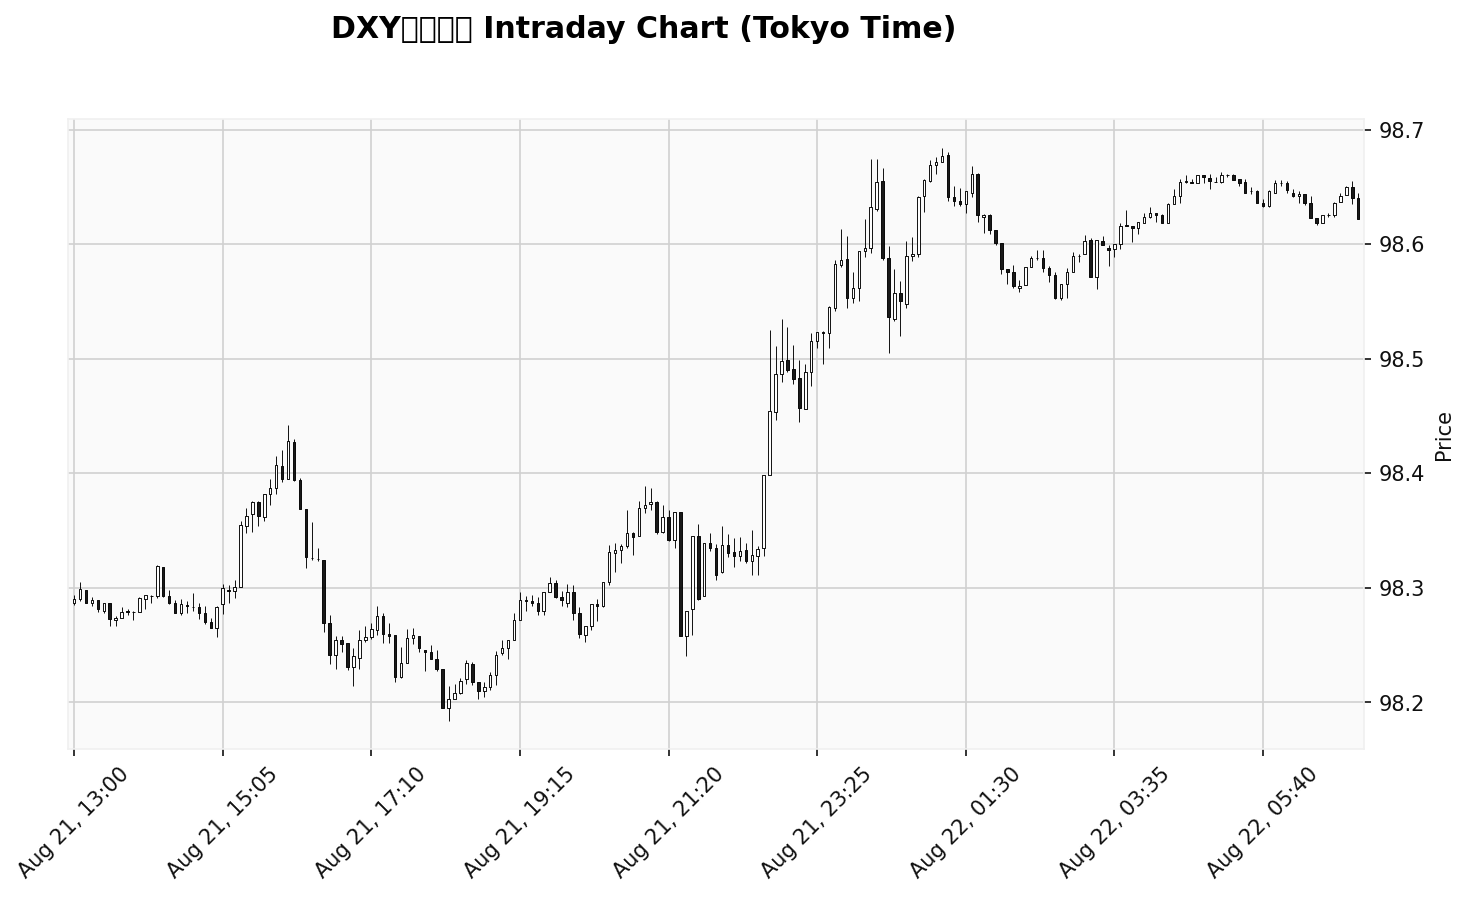 DXY Intraday Chart (Tokyo Time)
98.7
98.6
98.5
98.4
98.3
98.2
Price
Aug 21, 13:00
Aug 21, 15:05
Aug 21, 17:10
Aug 21, 19:15
Aug 21, 21:20
Aug 21, 23:25
Aug 22, 01:30
Aug 22, 03:35
Aug 22, 05:40